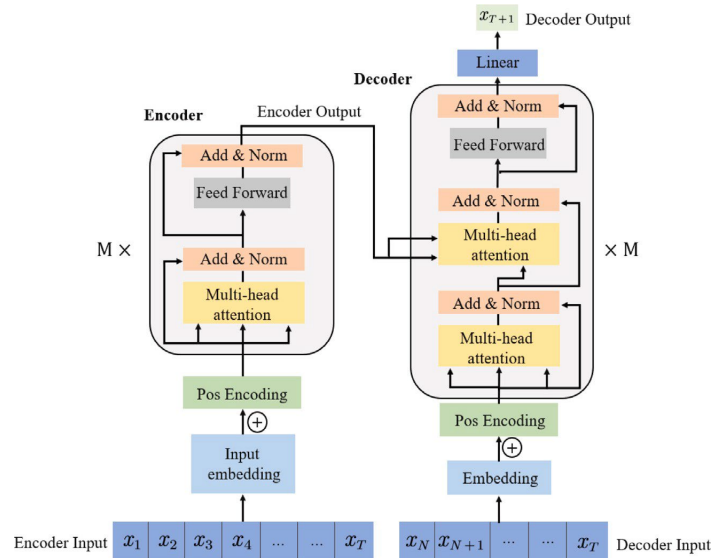 x_{T+1} Decoder Output
Linear
Decoder
Add & Norm
Feed Forward
Add & Norm
Multi-head
attention
× M
Add & Norm
Multi-head
attention
Pos Encoding
+
Embedding
x_N x_{N+1} ... ... x_T Decoder Input
Encoder
Encoder Output
Add & Norm
Feed Forward
M ×
Add & Norm
Multi-head
attention
Pos Encoding
+
Input
embedding
Encoder Input x_1 x_2 x_3 x_4 ... ... x_T